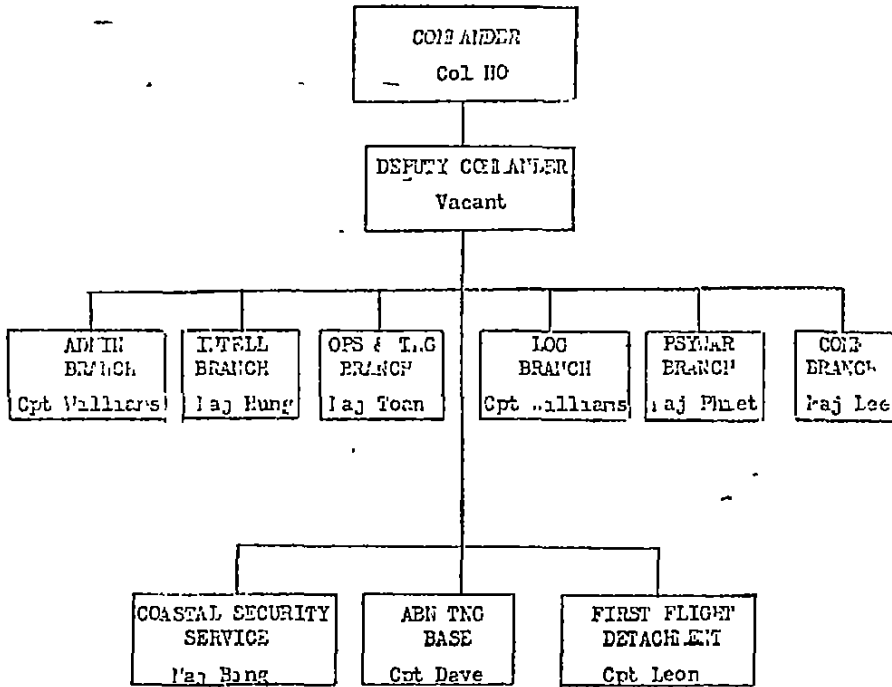 COMMANDER
Col HO
DEPUTY COMMANDER
Vacant
ADMIN
BRANCH
Cpt Williams
INTELL
BRANCH
Maj Hung
OPS & TNG
BRANCH
Maj Toan
LOG
BRANCH
Cpt Williams
PSYWAR
BRANCH
Maj Phiet
BRANCH
Maj Lee
COASTAL SECURITY
SERVICE
Maj Bang
ABN TNG
BASE
Cpt Dave
FIRST FLIGHT
DETACHMENT
Cpt Leon